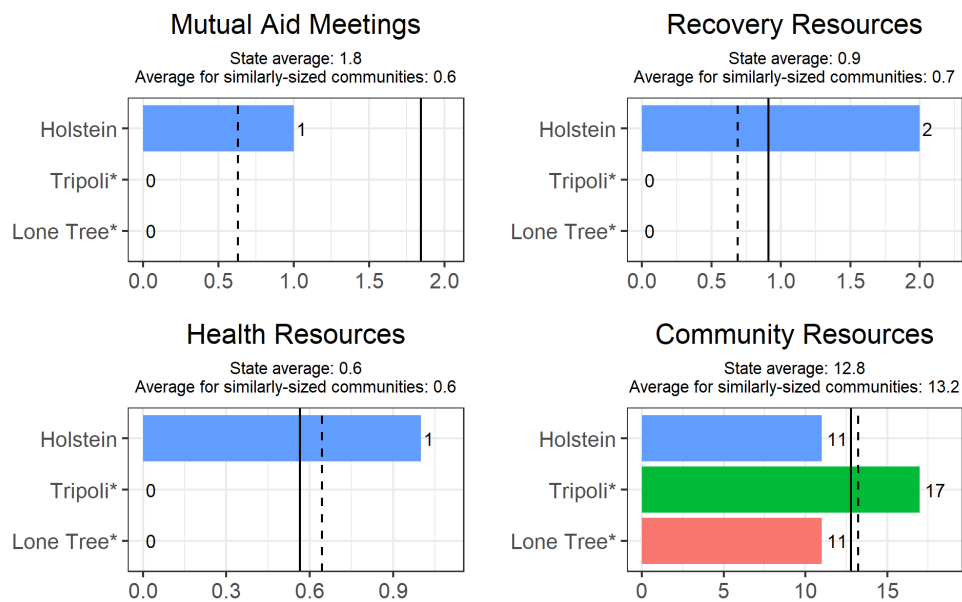 Mutual Aid Meetings
State average: 1.8
Average for similarly-sized communities: 0.6
Holstein
1
Tripoli*
0
Lone Tree*
0
0.0 0.5 1.0 1.5 2.0
Recovery Resources
State average: 0.9
Average for similarly-sized communities: 0.7
Holstein
2
Tripoli*
0
Lone Tree*
0
0.0 0.5 1.0 1.5 2.0
Health Resources
State average: 0.6
Average for similarly-sized communities: 0.6
Holstein
1
Tripoli*
0
Lone Tree*
0
0.0 0.3 0.6 0.9
Community Resources
State average: 12.8
Average for similarly-sized communities: 13.2
Holstein
11
Tripoli*
17
Lone Tree*
11
0 5 10 15